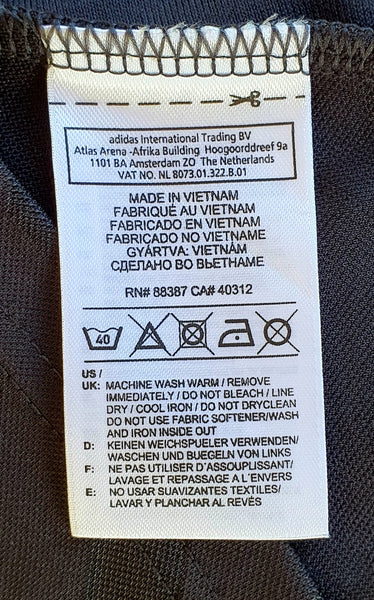 adidas International Trading BV
Atlas Arena -Afrika Building Hoogoorddreef 9a
1101 BA Amsterdam ZO The Netherlands
VAT NO. NL 8073.01.322.B.01
MADE IN VIETNAM
FABRIQUÉ AU VIETNAM
FABRICADO EN VIETNAM
FABRICADO NO VIETNAME
GYÁRTVA: VIETNÁM
СДЕЛАНО ВО ВЬЕТНАМЕ
RN# 88387 CA# 40312
40
US /
UK: MACHINE WASH WARM / REMOVE
IMMEDIATELY / DO NOT BLEACH / LINE
DRY / COOL IRON / DO NOT DRYCLEAN
DO NOT USE FABRIC SOFTENER/WASH
AND IRON INSIDE OUT
D: KEINEN WEICHSPUELER VERWENDEN/
WASCHEN UND BUEGELN VON LINKS
F: NE PAS UTILISER D'ASSOUPLISSANT/
LAVAGE ET REPASSAGE A L'ENVERS
E: NO USAR SUAVIZANTES TEXTILES/
LAVAR Y PLANCHAR AL REVÉS